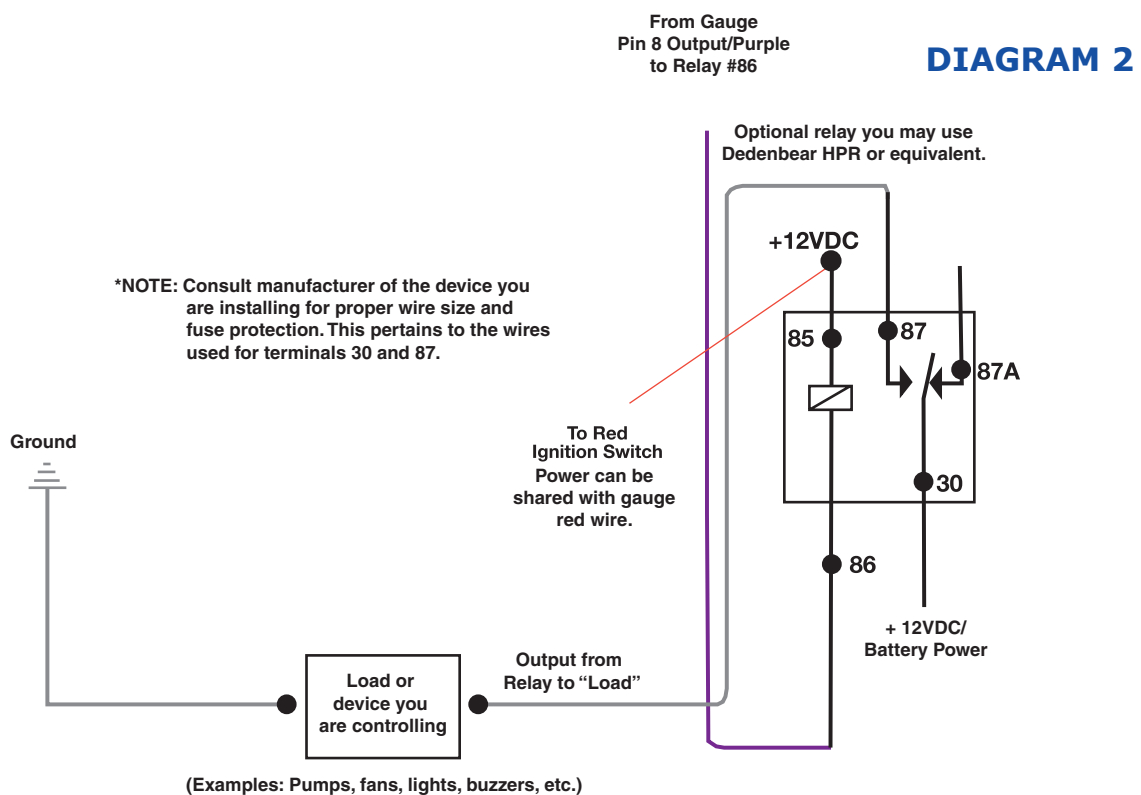 From Gauge
Pin 8 Output/Purple
to Relay #86
DIAGRAM 2
Optional relay you may use
Dedenbear HPR or equivalent.
+12VDC
*NOTE: Consult manufacturer of the device you
are installing for proper wire size and
fuse protection. This pertains to the wires
used for terminals 30 and 87.
85
87
87A
30
86
To Red
Ignition Switch
Power can be
shared with gauge
red wire.
Ground
+ 12VDC/
Battery Power
Load or
device you
are controlling
Output from
Relay to “Load”
(Examples: Pumps, fans, lights, buzzers, etc.)